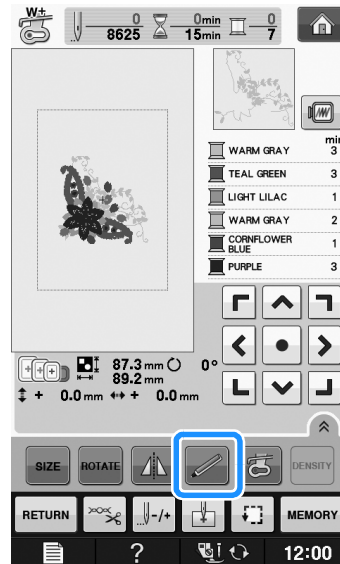 W+
0 0min 0
8625 15min 7
min
WARM GRAY 3
TEAL GREEN 3
LIGHT LILAC 1
WARM GRAY 2
CORNFLOWER
BLUE 1
PURPLE 3
87.3 mm 0°
89.2 mm
+ 0.0 mm + 0.0 mm
SIZE ROTATE DENSITY
RETURN -/+ MEMORY
? 12:00